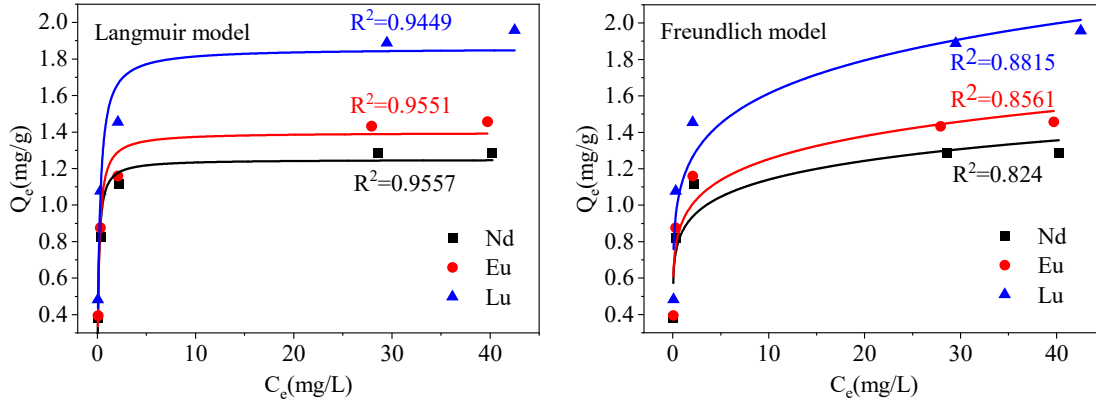 Langmuir model
R²=0.9449
R²=0.9551
R²=0.9557
Nd
Eu
Lu
2.0
1.8
1.6
1.4
1.2
1.0
0.8
0.6
0.4
0
10
20
30
40
Qₑ(mg/g)
Cₑ(mg/L)
Freundlich model
R²=0.8815
R²=0.8561
R²=0.824
Nd
Eu
Lu
2.0
1.8
1.6
1.4
1.2
1.0
0.8
0.6
0.4
0
10
20
30
40
Qₑ(mg/g)
Cₑ(mg/L)